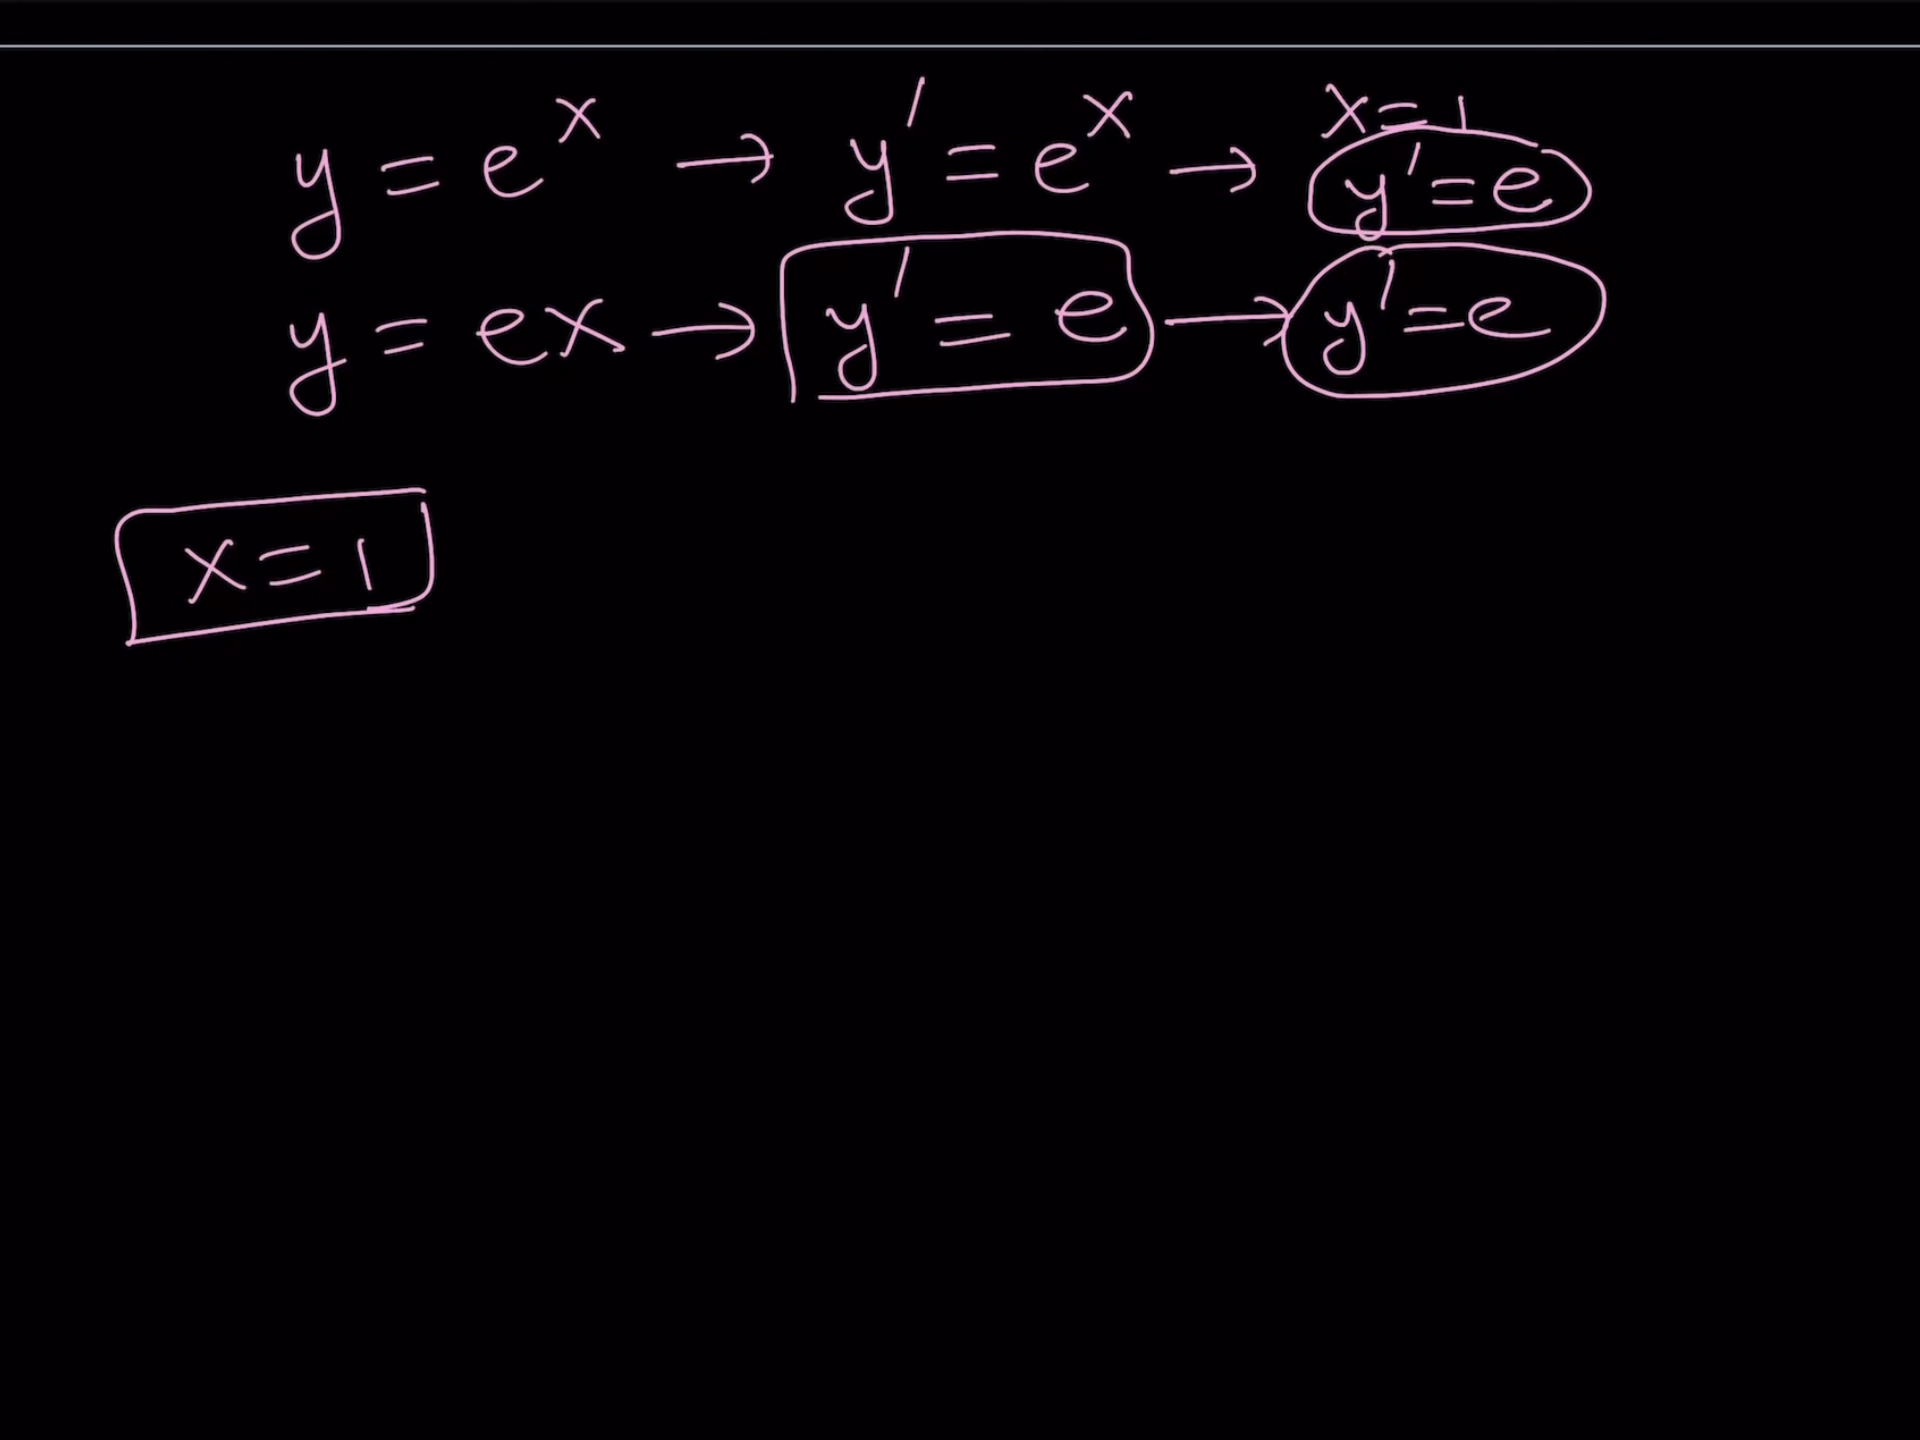 y = e^x → y' = e^x → x = 1
y' = e
y = ex → y' = e → y' = e
x = 1